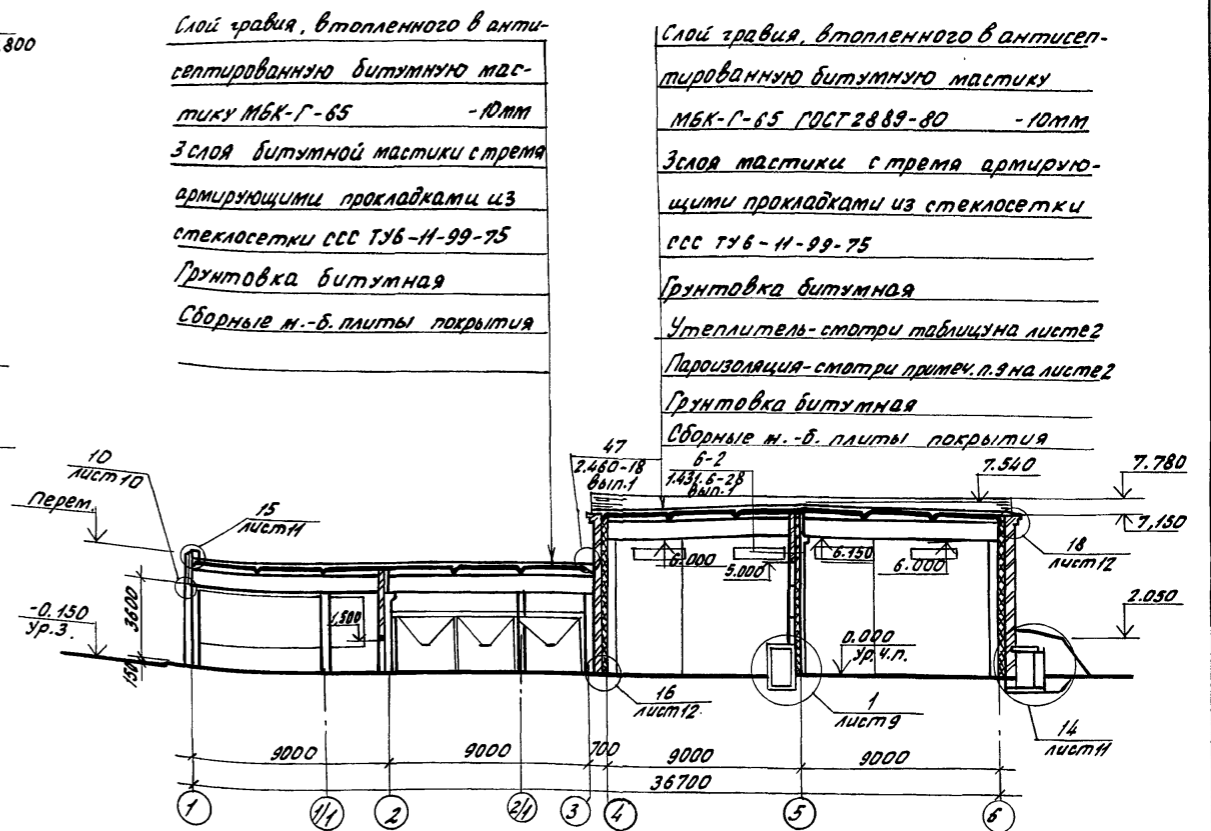 .800
Слой гравия, втопленного в анти-
септированную битумную мас-
тику МБК-Г-65 -10мм
3 слоя битумной мастики с тремя
армирующими прокладками из
стеклосетки ССС ТУ6-11-99-75
Грунтовка битумная
Сборные ж.-б. плиты покрытия
Слой гравия, втопленного в антисеп-
тированную битумную мастику
МБК-Г-65 ГОСТ 2889-80 -10мм
3 слоя мастики с тремя армирую-
щими прокладками из стеклосетки
ССС ТУ6-11-99-75
Грунтовка битумная
Утеплитель-смотри таблицу на листе 2
Пароизоляция-смотри примеч. п.9 на листе 2
Грунтовка битумная
Сборные ж.-б. плиты покрытия
10
лист 10
Перем.
15
лист 11
47
2.460-18
вып.1
6-2
1.431.6-28
вып.1
7.540
7.780
7,150
6.000
5.000
6.150
6.000
18
лист 12
-0.150
Ур.З.
3600
150
1,500
0.000
Ур.ч.п.
2.050
16
лист 12
1
лист 9
14
лист 11
9000
9000
700
9000
9000
36700
1
1/1
2
2/1
3
4
5
6